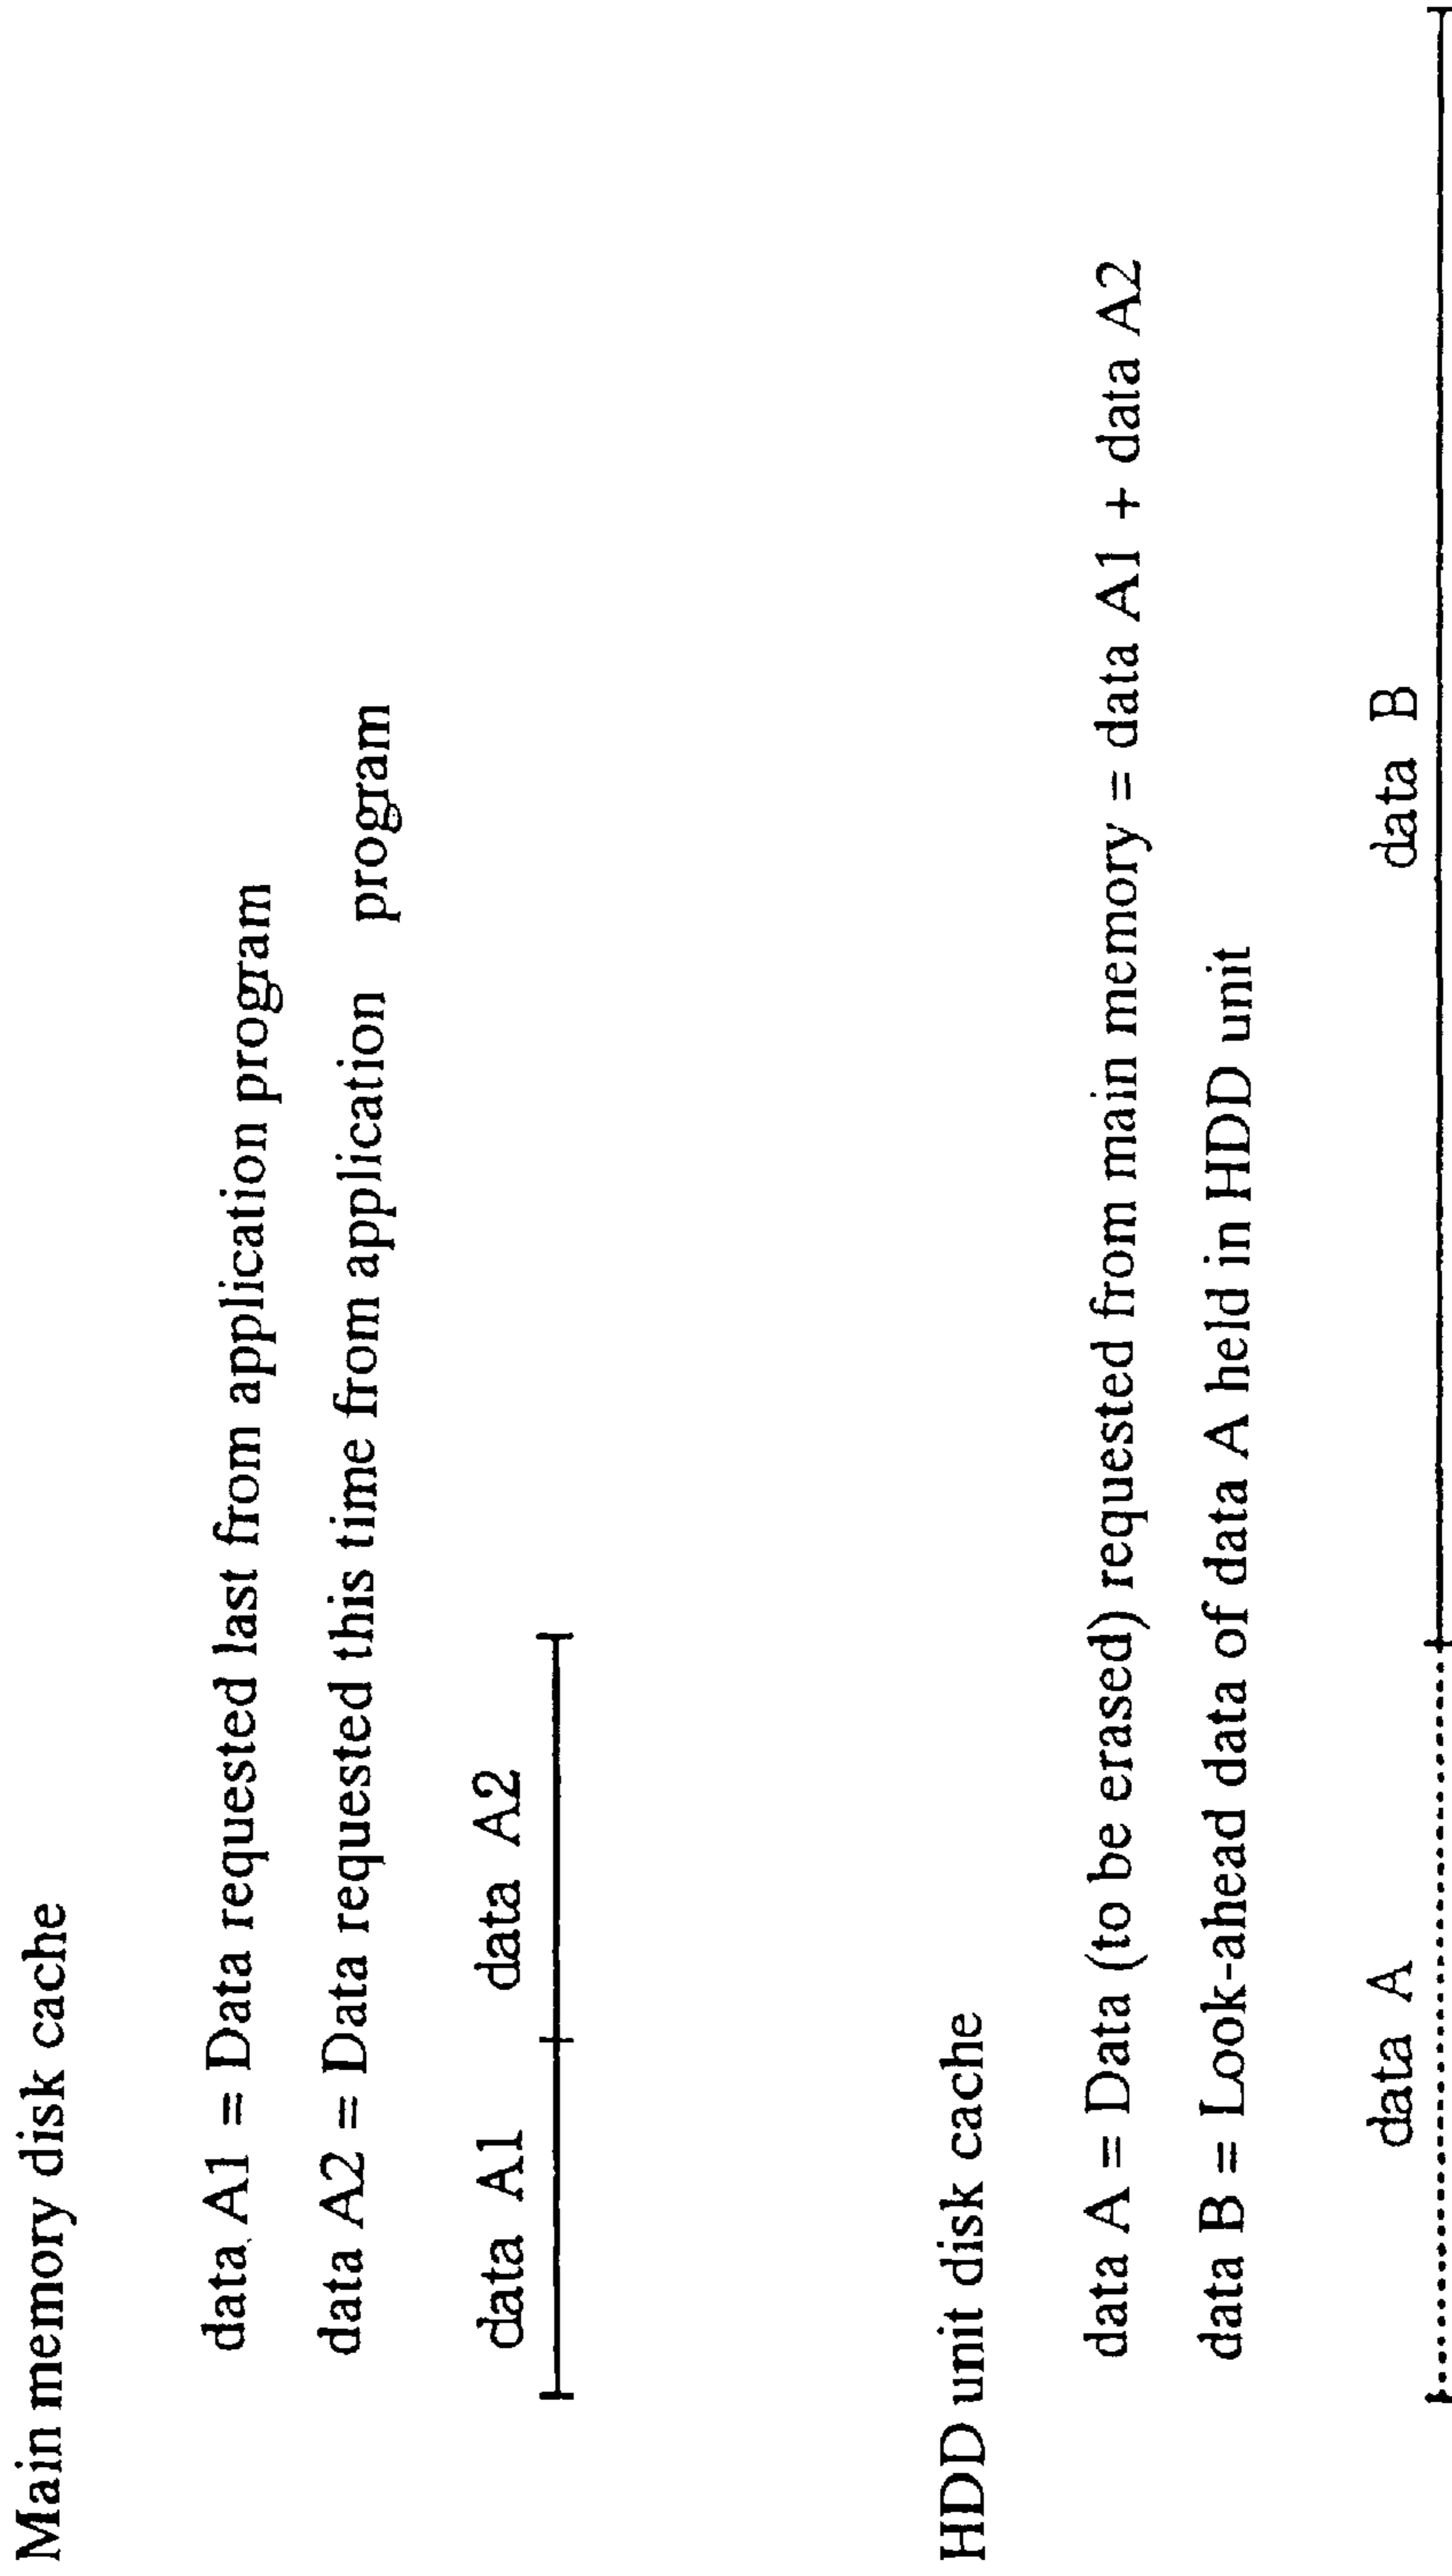 Main memory disk cache
data A1 = Data requested last from application program
data A2 = Data requested this time from application program
data A1 data A2
HDD unit disk cache
data A = Data (to be erased) requested from main memory = data A1 + data A2
data B = Look-ahead data of data A held in HDD unit
data A data B